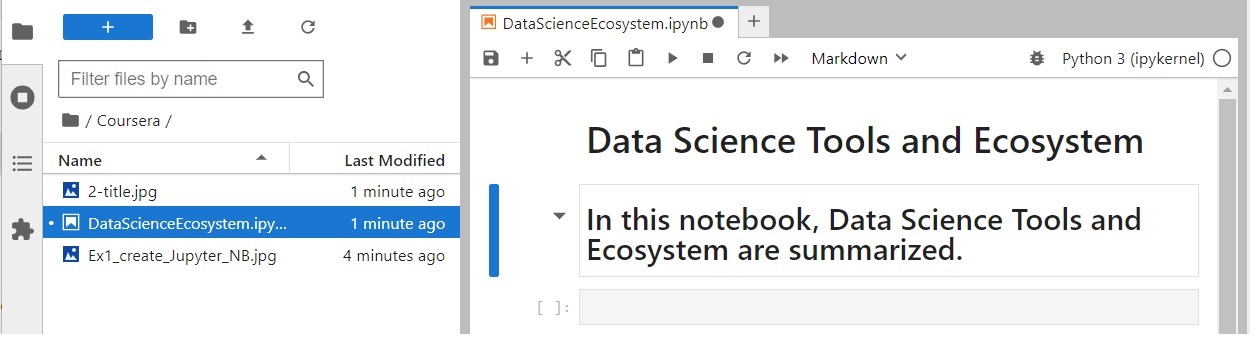 DataScienceEcosystem.ipynb
Filter files by name
Markdown
Python 3 (ipykernel)
/ Coursera /
Name Last Modified
2-title.jpg 1 minute ago
DataScienceEcosystem.ipy... 1 minute ago
Ex1_create_Jupyter_NB.jpg 4 minutes ago
Data Science Tools and Ecosystem
In this notebook, Data Science Tools and
Ecosystem are summarized.
[ ]: